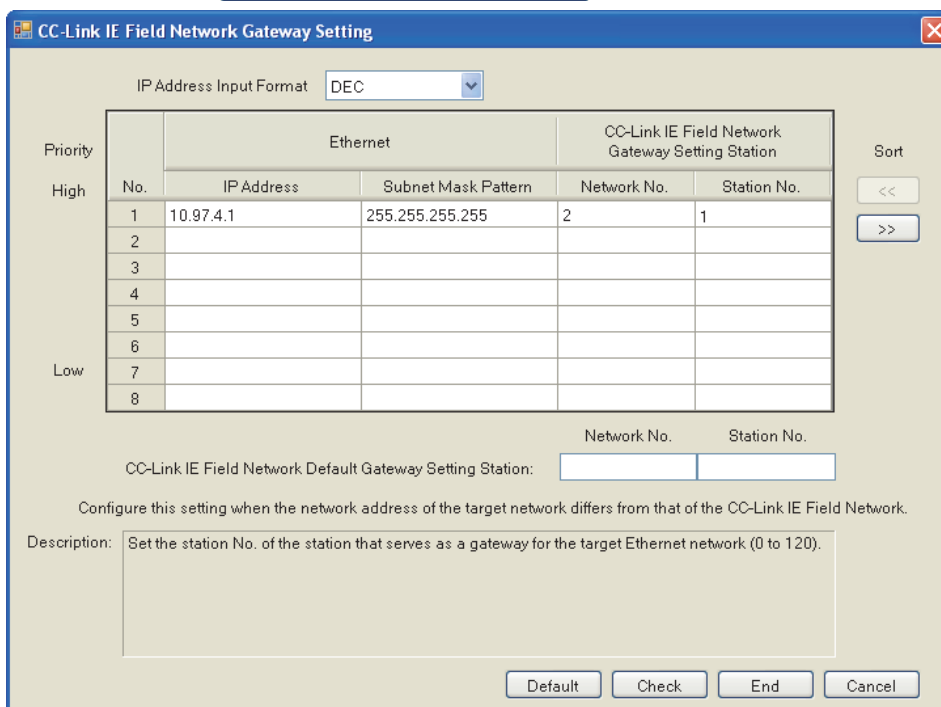 CC-Link IE Field Network Gateway Setting
IP Address Input Format DEC
Priority
High
Low
No. Ethernet CC-Link IE Field Network
Gateway Setting Station
IP Address Subnet Mask Pattern Network No. Station No.
1 10.97.4.1 255.255.255.255 2 1
2
3
4
5
6
7
8
Sort
<<
>>
Network No. Station No.
CC-Link IE Field Network Default Gateway Setting Station:
Configure this setting when the network address of the target network differs from that of the CC-Link IE Field Network.
Description: Set the station No. of the station that serves as a gateway for the target Ethernet network (0 to 120).
Default Check End Cancel